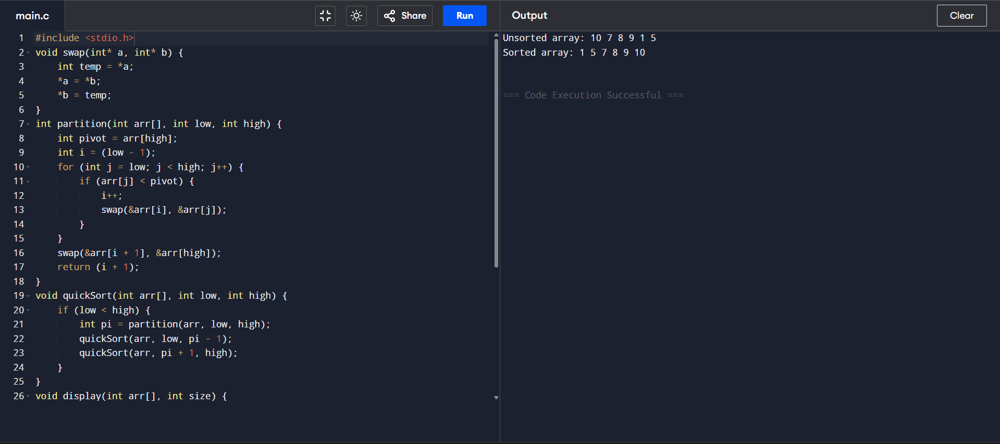 main.c
Share
Run
Output
Clear
1 #include <stdio.h>
2 void swap(int* a, int* b) {
3     int temp = *a;
4     *a = *b;
5     *b = temp;
6 }
7 int partition(int arr[], int low, int high) {
8     int pivot = arr[high];
9     int i = (low - 1);
10     for (int j = low; j < high; j++) {
11         if (arr[j] < pivot) {
12             i++;
13             swap(&arr[i], &arr[j]);
14         }
15     }
16     swap(&arr[i + 1], &arr[high]);
17     return (i + 1);
18 }
19 void quickSort(int arr[], int low, int high) {
20     if (low < high) {
21         int pi = partition(arr, low, high);
22         quickSort(arr, low, pi - 1);
23         quickSort(arr, pi + 1, high);
24     }
25 }
26 void display(int arr[], int size) {
Unsorted array: 10 7 8 9 1 5
Sorted array: 1 5 7 8 9 10
=== Code Execution Successful ===